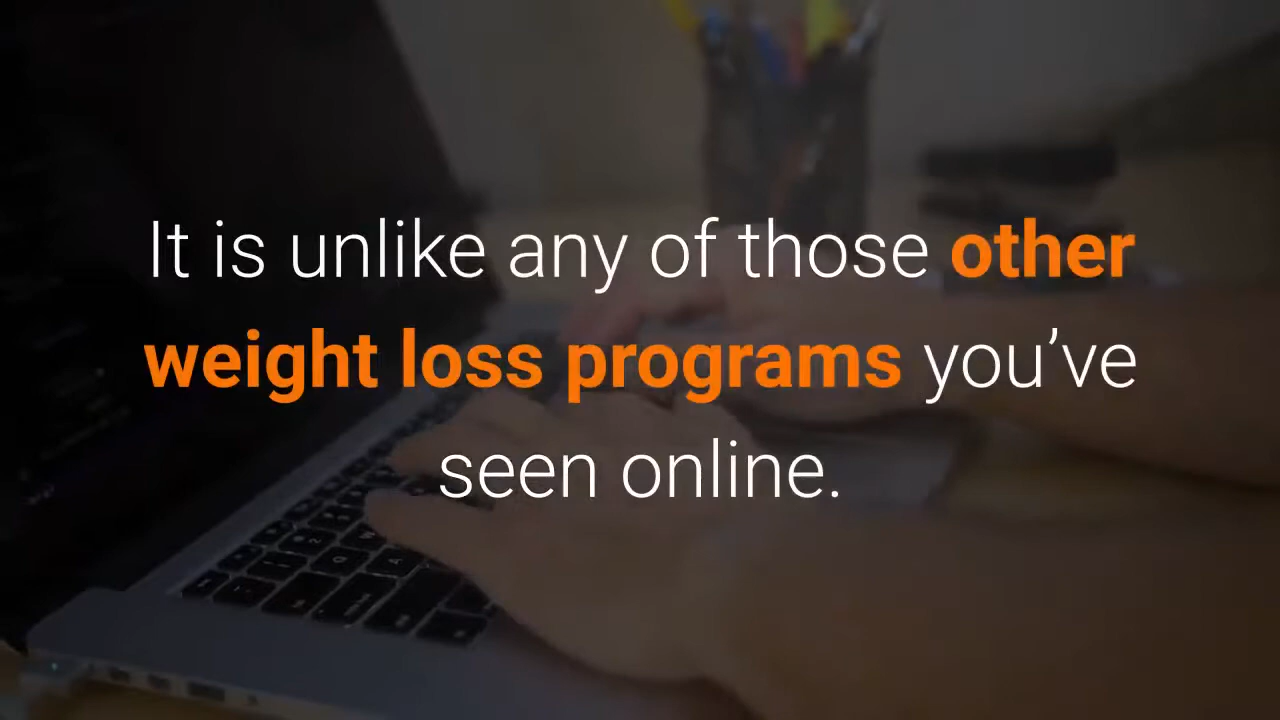 It is unlike any of those other
weight loss programs you’ve
seen online.